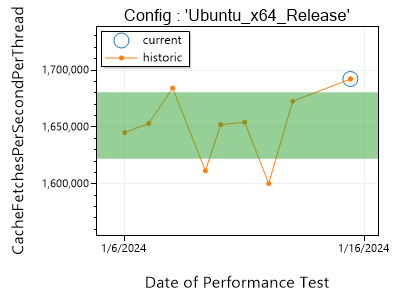 Config : 'Ubuntu_x64_Release'
current
historic
CacheFetchesPerSecondPerThread
1,700,000
1,650,000
1,600,000
1/6/2024
1/16/2024
Date of Performance Test